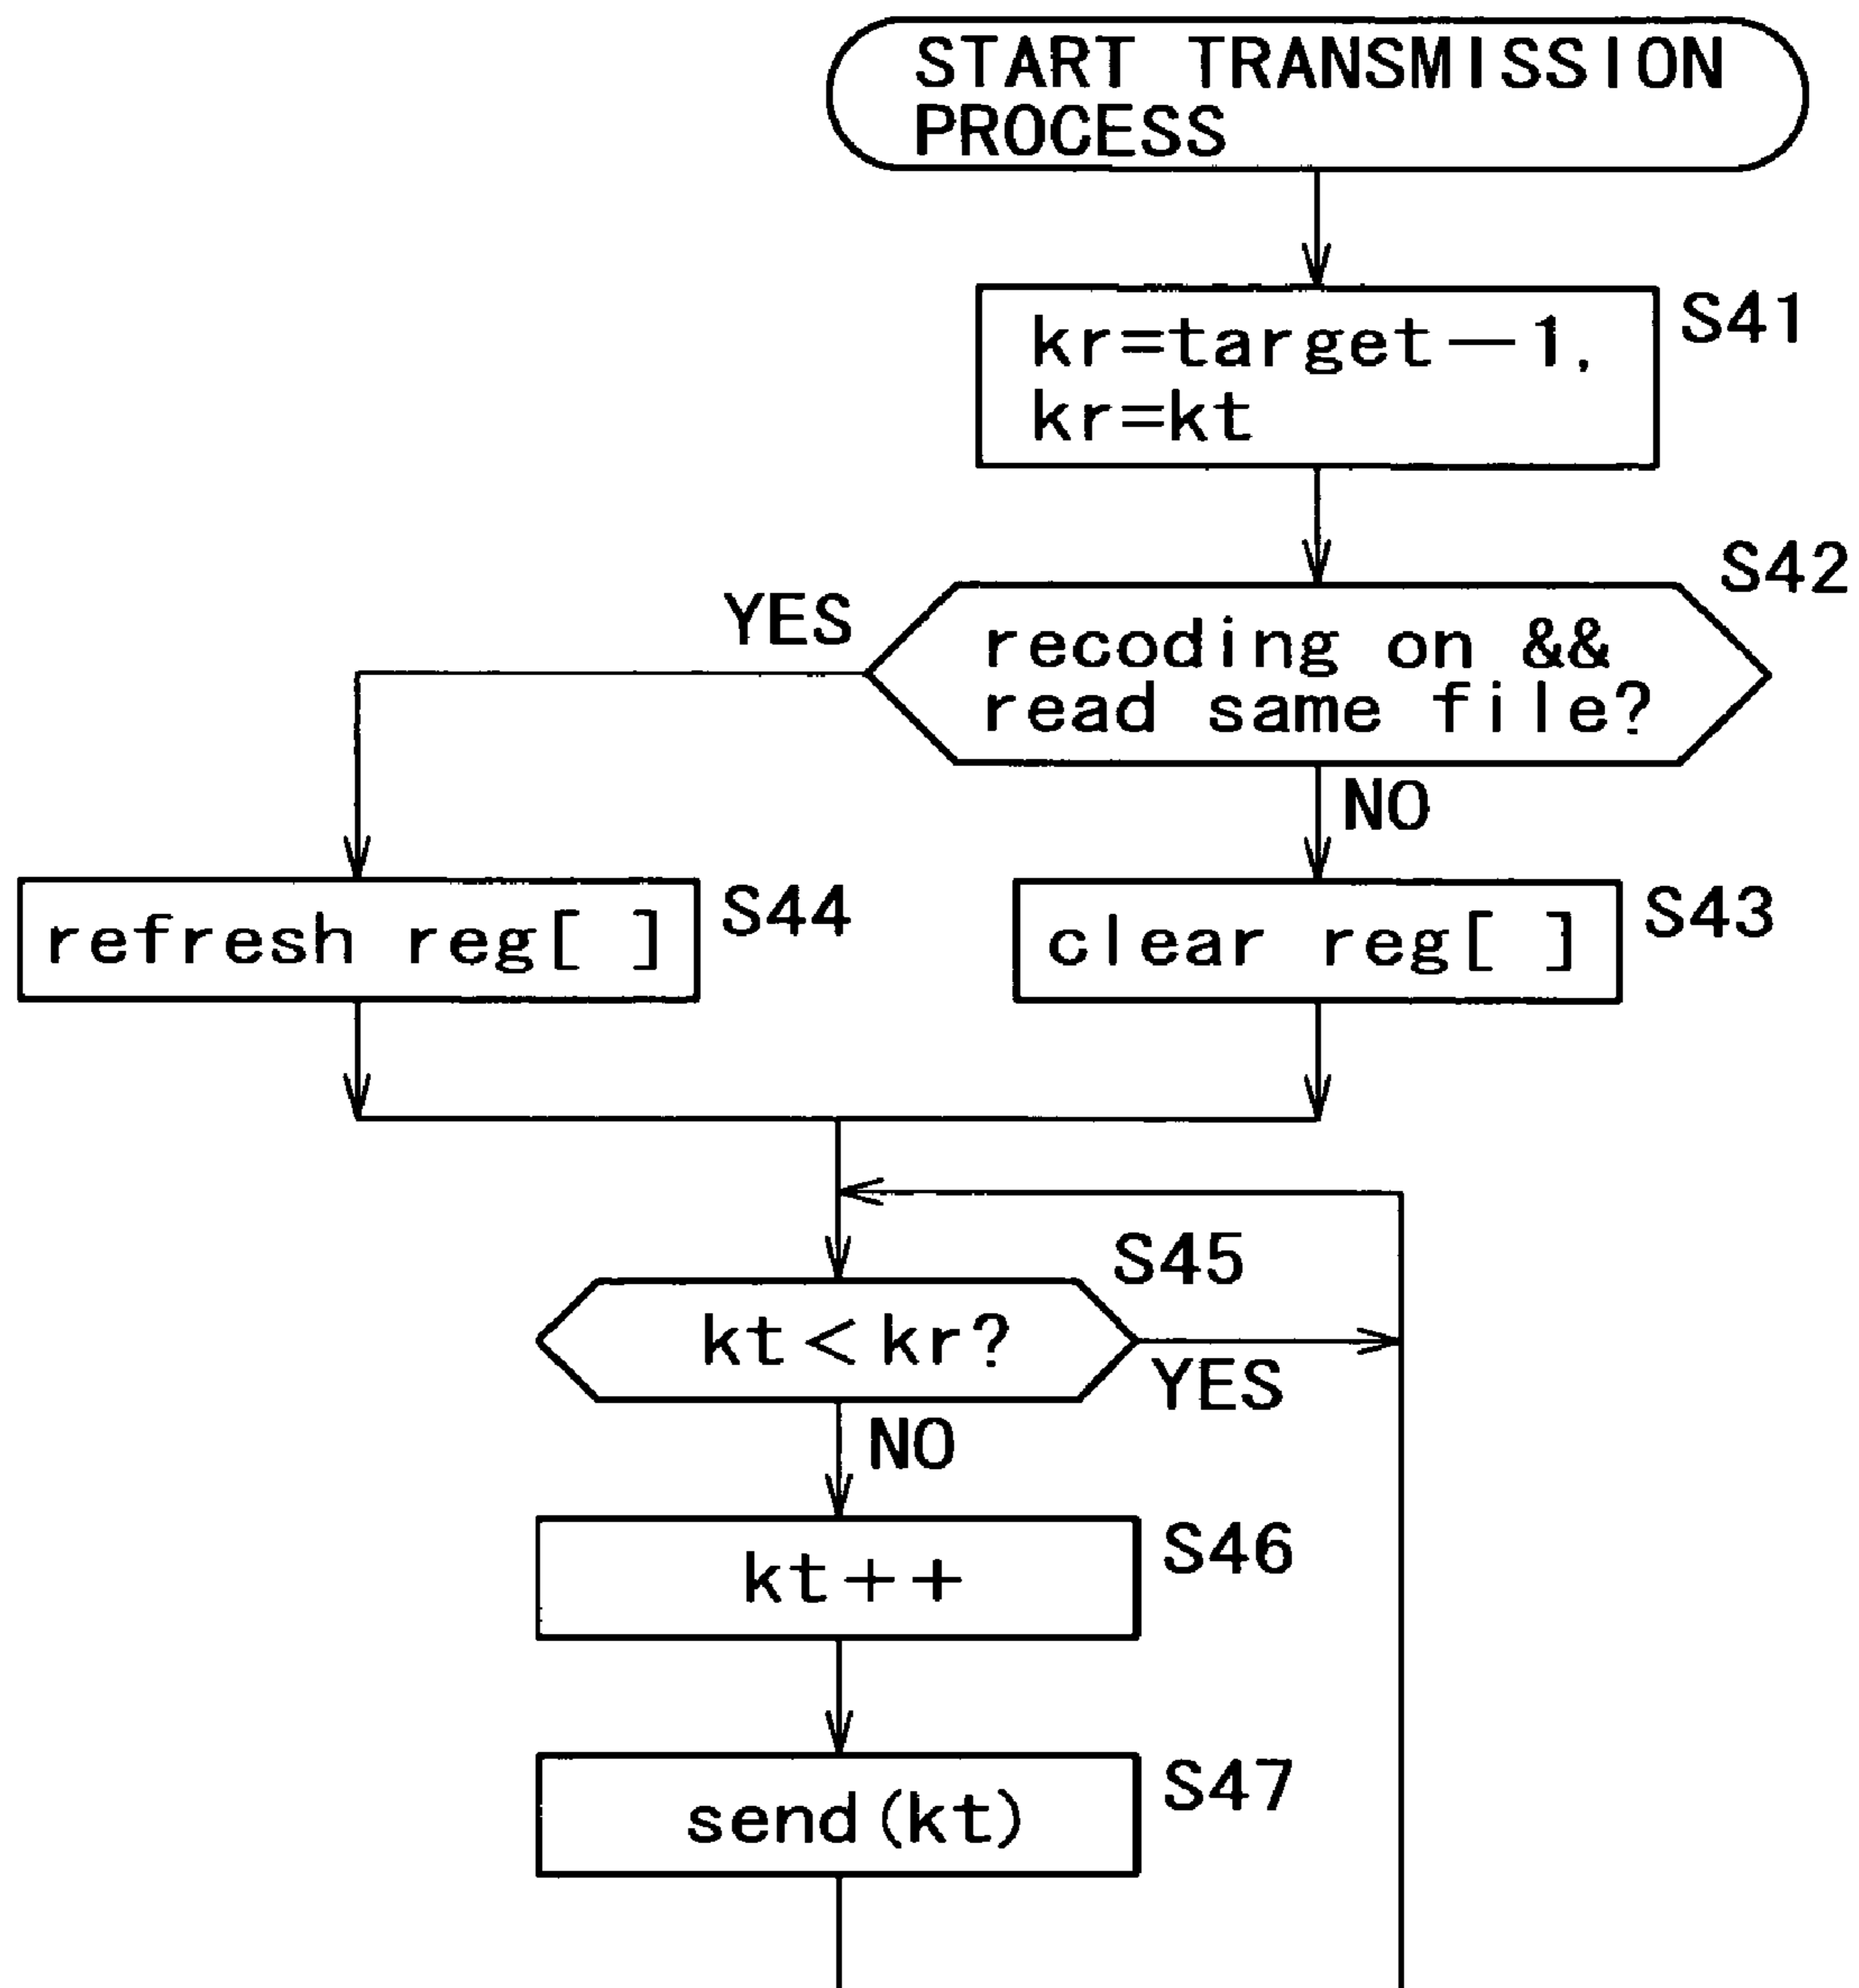 START TRANSMISSION
PROCESS
S41
kr=target−1,
kr=kt
S42
YES
recoding on &&
read same file?
NO
S44
refresh reg[ ]
S43
clear reg[ ]
S45
kt<kr?
YES
NO
S46
kt++
S47
send(kt)